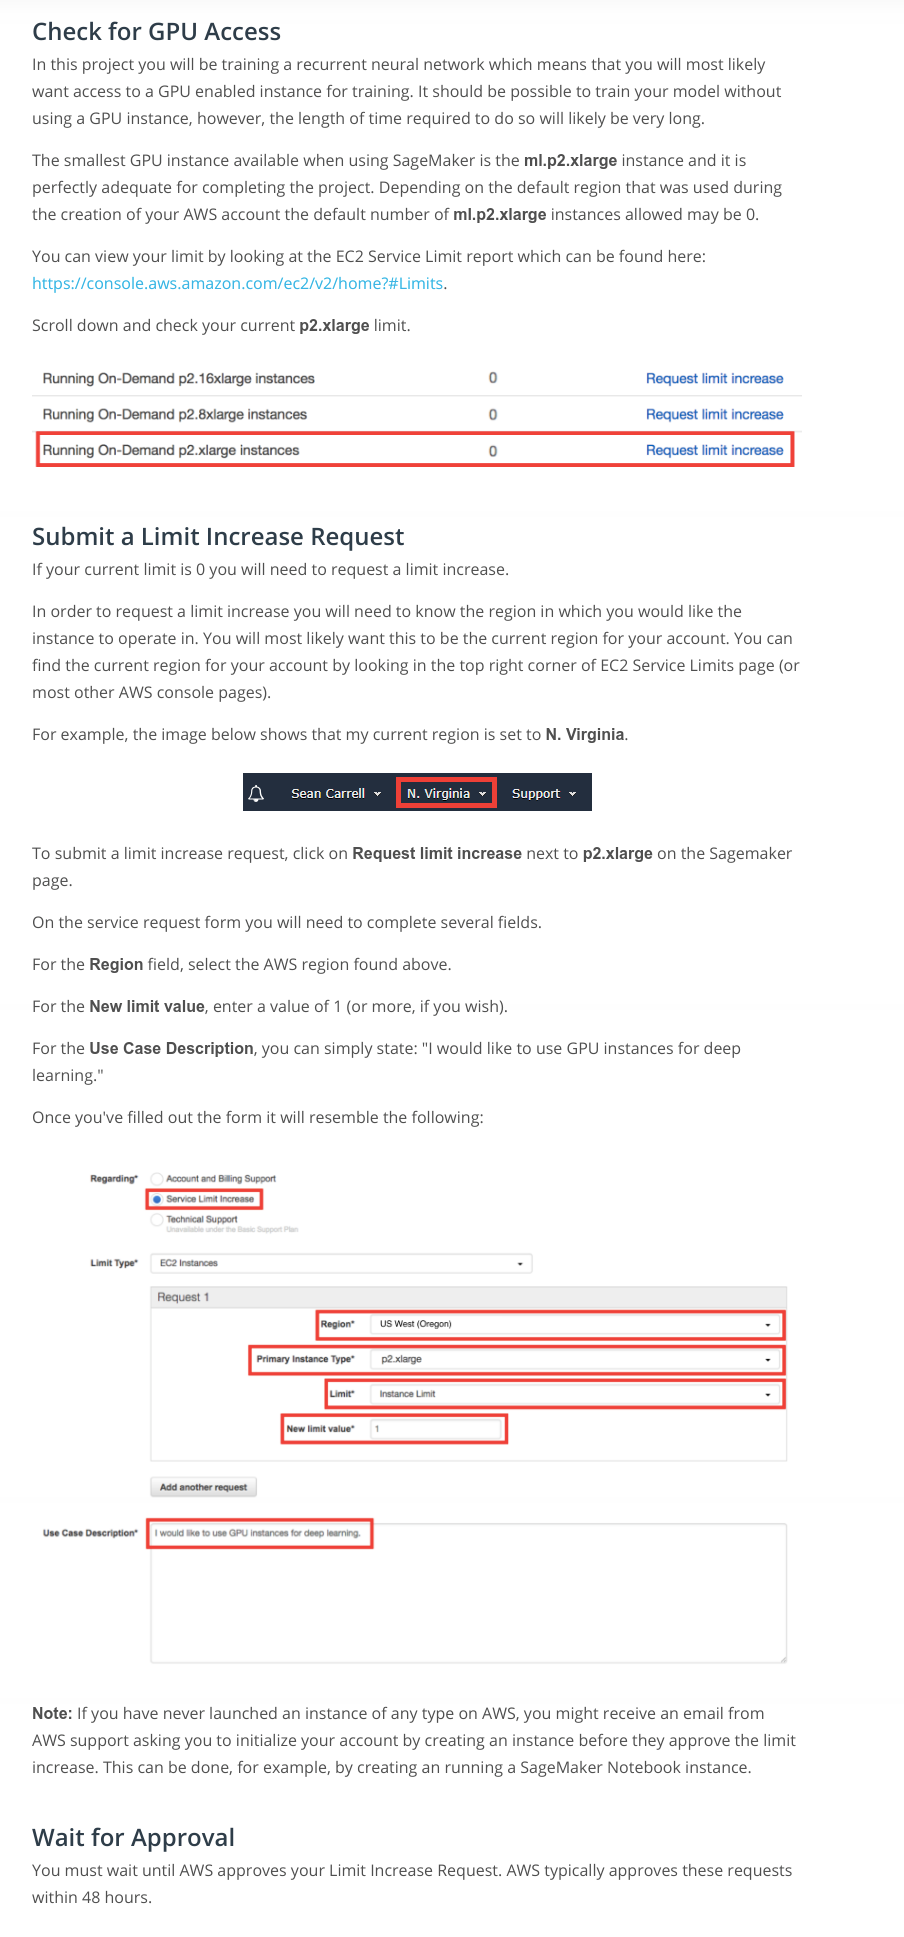 Check for GPU Access
In this project you will be training a recurrent neural network which means that you will most likely
want access to a GPU enabled instance for training. It should be possible to train your model without
using a GPU instance, however, the length of time required to do so will likely be very long.
The smallest GPU instance available when using SageMaker is the ml.p2.xlarge instance and it is
perfectly adequate for completing the project. Depending on the default region that was used during
the creation of your AWS account the default number of ml.p2.xlarge instances allowed may be 0.
You can view your limit by looking at the EC2 Service Limit report which can be found here:
https://console.aws.amazon.com/ec2/v2/home?#Limits.
Scroll down and check your current p2.xlarge limit.
Running On-Demand p2.16xlarge instances 0 Request limit increase
Running On-Demand p2.8xlarge instances 0 Request limit increase
Running On-Demand p2.xlarge instances 0 Request limit increase
Submit a Limit Increase Request
If your current limit is 0 you will need to request a limit increase.
In order to request a limit increase you will need to know the region in which you would like the
instance to operate in. You will most likely want this to be the current region for your account. You can
find the current region for your account by looking in the top right corner of EC2 Service Limits page (or
most other AWS console pages).
For example, the image below shows that my current region is set to N. Virginia.
Sean Carrell N. Virginia Support
To submit a limit increase request, click on Request limit increase next to p2.xlarge on the Sagemaker
page.
On the service request form you will need to complete several fields.
For the Region field, select the AWS region found above.
For the New limit value, enter a value of 1 (or more, if you wish).
For the Use Case Description, you can simply state: "I would like to use GPU instances for deep
learning."
Once you've filled out the form it will resemble the following:
Regarding* Account and Billing Support
Service Limit Increase
Technical Support
Unavailable under the Basic Support Plan
Limit Type* EC2 Instances
Request 1
Region* US West (Oregon)
Primary Instance Type* p2.xlarge
Limit* Instance Limit
New limit value* 1
Add another request
Use Case Description* I would like to use GPU instances for deep learning.
Note: If you have never launched an instance of any type on AWS, you might receive an email from
AWS support asking you to initialize your account by creating an instance before they approve the limit
increase. This can be done, for example, by creating an running a SageMaker Notebook instance.
Wait for Approval
You must wait until AWS approves your Limit Increase Request. AWS typically approves these requests
within 48 hours.